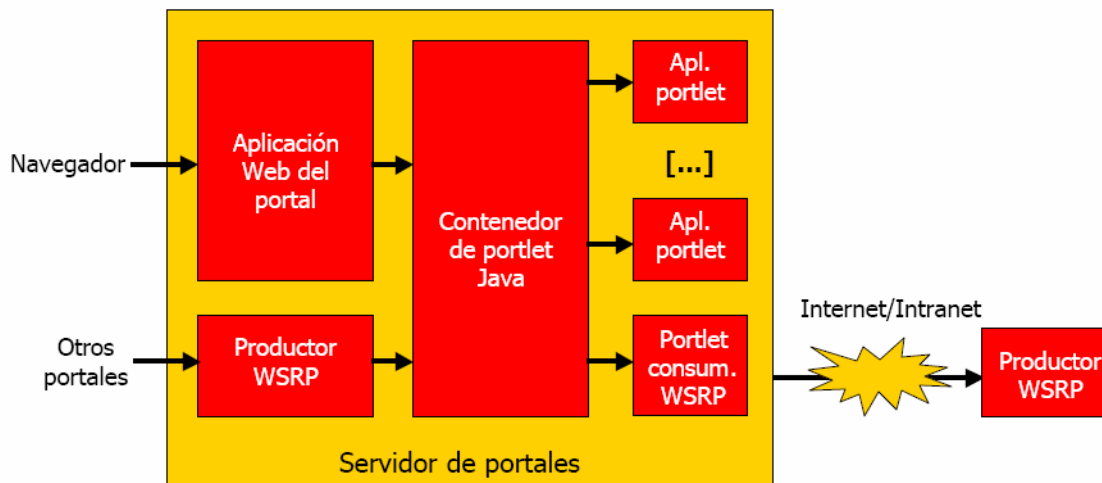 Navegador
Aplicación
Web del
portal
Otros
portales
Productor
WSRP
Contenedor
de portlet
Java
Apl.
portlet
[...]
Apl.
portlet
Portlet
consum.
WSRP
Servidor de portales
Internet/Intranet
Productor
WSRP